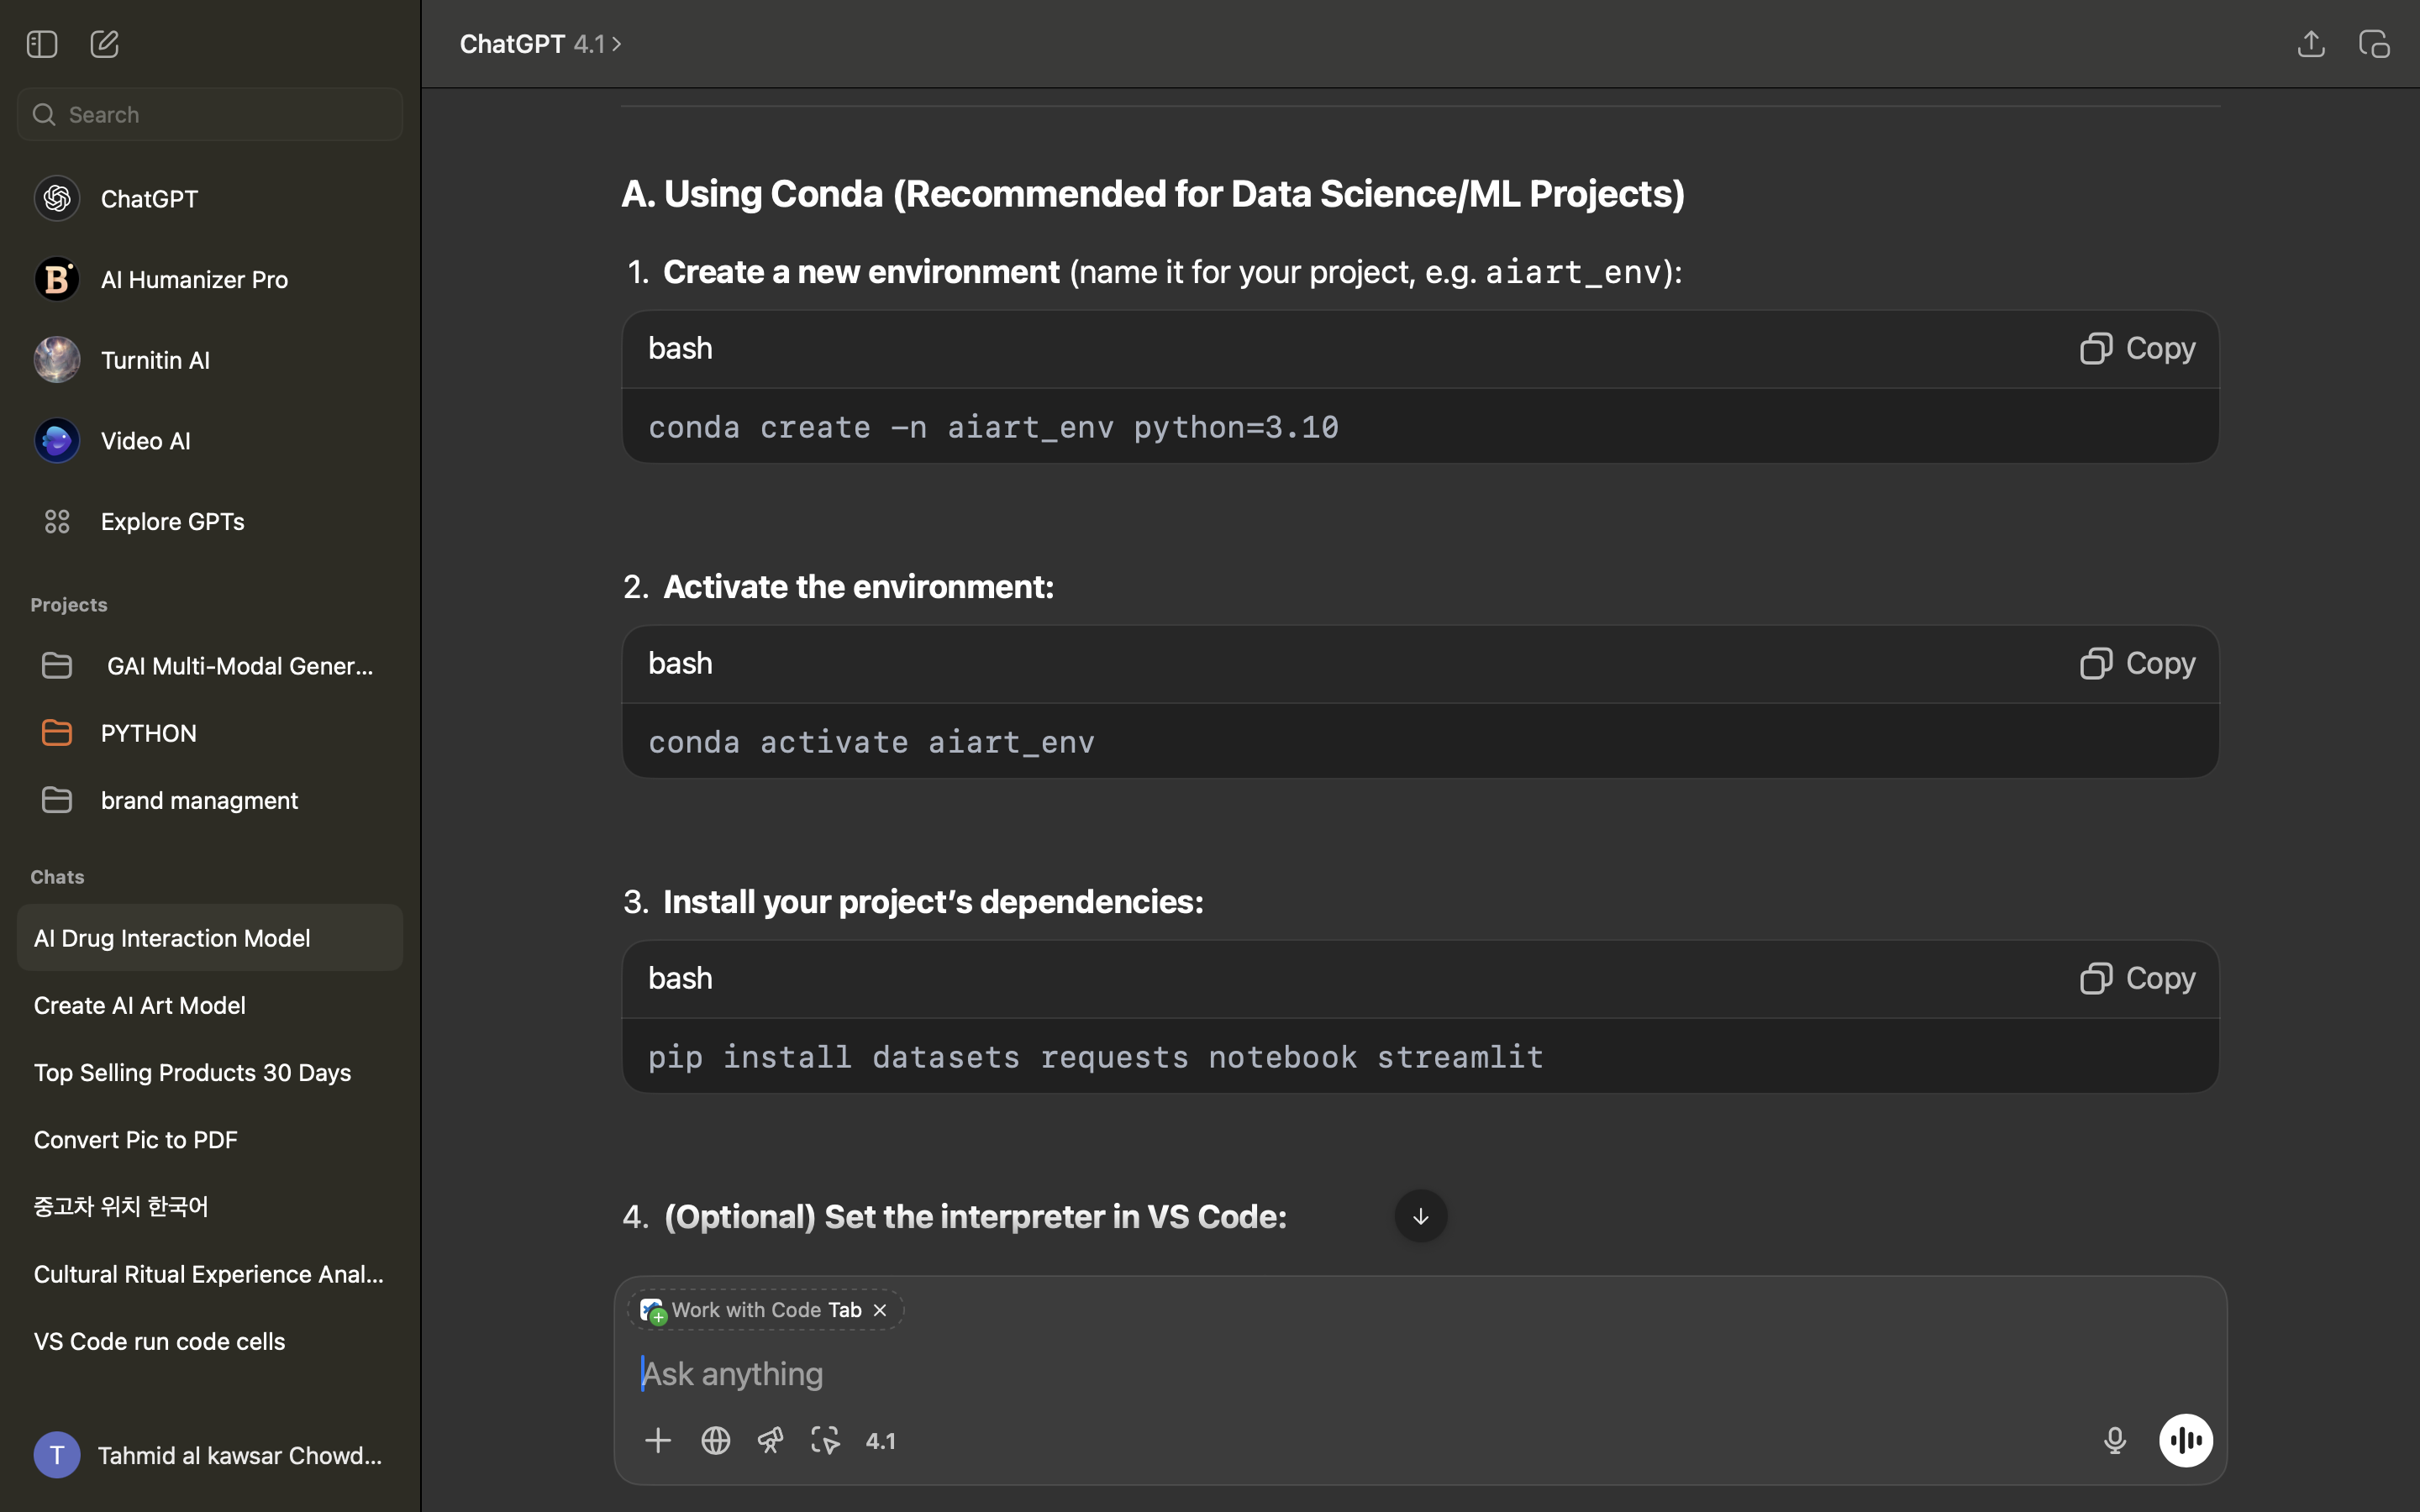 Search
ChatGPT
AI Humanizer Pro
Turnitin AI
Video AI
Explore GPTs
Projects
GAI Multi-Modal Gener...
PYTHON
brand managment
Chats
AI Drug Interaction Model
Create AI Art Model
Top Selling Products 30 Days
Convert Pic to PDF
중고차 위치 한국어
Cultural Ritual Experience Anal...
VS Code run code cells
T
Tahmid al kawsar Chowd...
ChatGPT 4.1
A. Using Conda (Recommended for Data Science/ML Projects)
1. Create a new environment (name it for your project, e.g. aiart_env):
bash
Copy
conda create -n aiart_env python=3.10
2. Activate the environment:
bash
Copy
conda activate aiart_env
3. Install your project’s dependencies:
bash
Copy
pip install datasets requests notebook streamlit
4. (Optional) Set the interpreter in VS Code:
Work with Code Tab
Ask anything
4.1